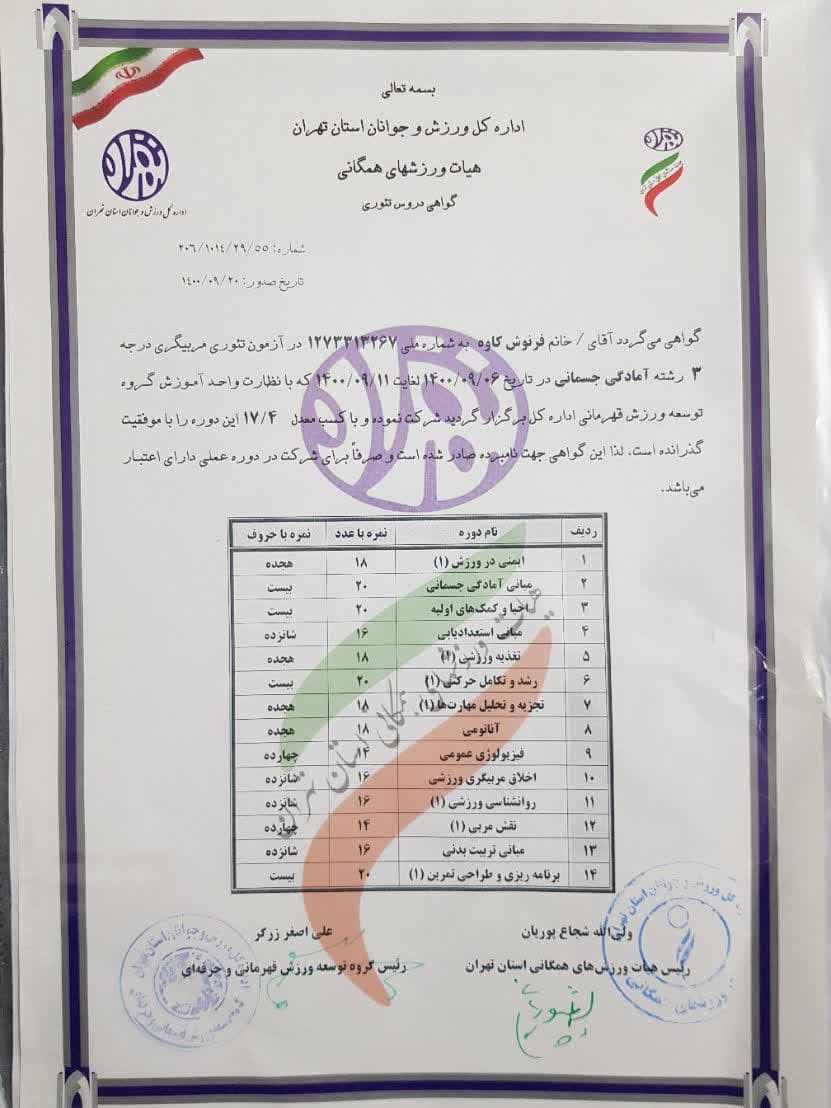 بسمه تعالی
اداره کل ورزش و جوانان استان تهران
هیات ورزشهای همگانی
گواهی دروس تئوری
اداره کل ورزش و جوانان استان تهران
شماره: ۲۰۶/۱۰۱۴/۲۹/۵۵
تاریخ صدور: ۱۴۰۰/۰۹/۲۰
گواهی می‌گردد آقای / خانم فرنوش کاوه به شماره ملی ۱۲۷۳۳۱۳۲۶۷ در آزمون تئوری مربیگری درجه
۳ رشته آمادگی جسمانی در تاریخ ۱۴۰۰/۰۹/۰۶ لغایت ۱۴۰۰/۰۹/۱۱ که با نظارت واحد آموزش گروه
توسعه ورزش قهرمانی اداره کل برگزار گردید شرکت نموده و با کسب معدل ۱۷/۴ این دوره را با موفقیت
گذرانده است. لذا این گواهی جهت نامبرده صادر شده است و صرفاً برای شرکت در دوره عملی دارای اعتبار
می‌باشد.
ردیف نام دوره نمره با عدد نمره با حروف
۱ ایمنی در ورزش (۱) ۱۸ هجده
۲ مبانی آمادگی جسمانی ۲۰ بیست
۳ احیا و کمک‌های اولیه ۲۰ بیست
۴ مبانی استعدادیابی ۱۶ شانزده
۵ تغذیه ورزشی (۱) ۱۸ هجده
۶ رشد و تکامل حرکتی (۱) ۲۰ بیست
۷ تجزیه و تحلیل مهارت‌ها (۱) ۱۸ هجده
۸ آناتومی ۱۸ هجده
۹ فیزیولوژی عمومی ۱۴ چهارده
۱۰ اخلاق مربیگری ورزشی ۱۶ شانزده
۱۱ روانشناسی ورزشی (۱) ۱۶ شانزده
۱۲ نقش مربی (۱) ۱۴ چهارده
۱۳ مبانی تربیت بدنی ۱۶ شانزده
۱۴ برنامه ریزی و طراحی تمرین (۱) ۲۰ بیست
هیات ورزشهای همگانی استان تهران
ولی‌الله شجاع پوریان علی اصغر زرگر
رئیس هیات ورزش‌های همگانی استان تهران رئیس گروه توسعه ورزش قهرمانی و حرفه‌ای